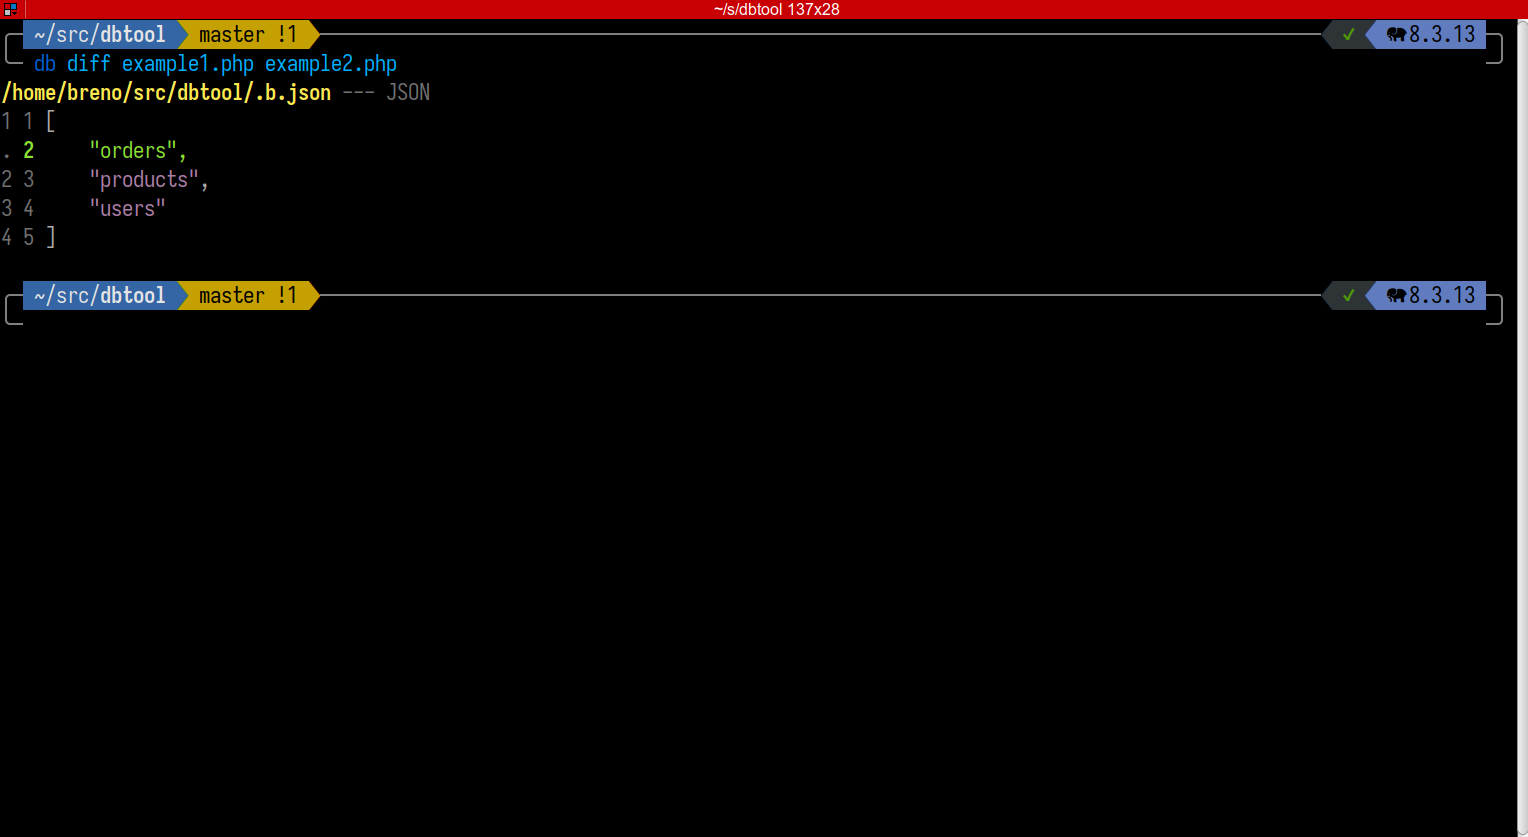 ~/s/dbtool 137x28
~/src/dbtool master !1 ✓ 8.3.13
db diff example1.php example2.php
/home/breno/src/dbtool/.b.json --- JSON
1 1 [
. 2     "orders",
2 3     "products",
3 4     "users"
4 5 ]
~/src/dbtool master !1 ✓ 8.3.13